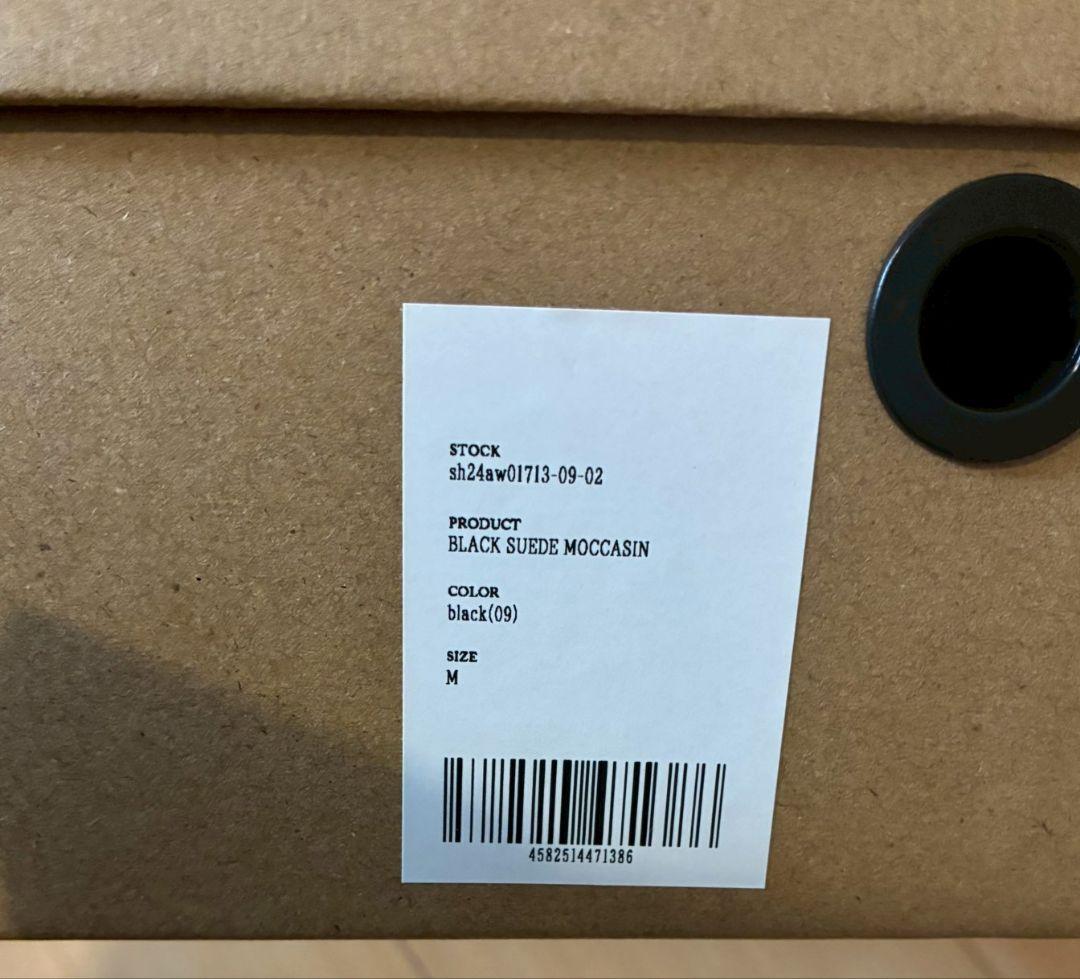 STOCK
sh24aw01713-09-02
PRODUCT
BLACK SUEDE MOCCASIN
COLOR
black(09)
SIZE
M
4582514471386